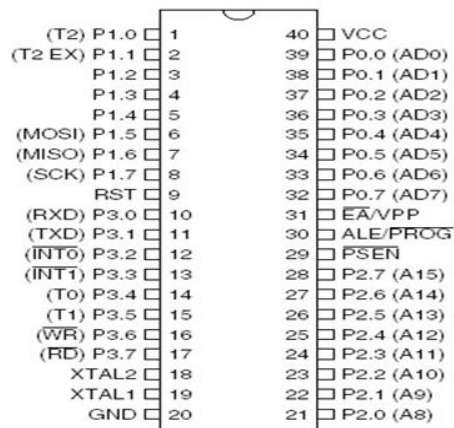 (T2) P1.0 1 40 VCC
(T2 EX) P1.1 2 39 P0.0 (AD0)
P1.2 3 38 P0.1 (AD1)
P1.3 4 37 P0.2 (AD2)
P1.4 5 36 P0.3 (AD3)
(MOSI) P1.5 6 35 P0.4 (AD4)
(MISO) P1.6 7 34 P0.5 (AD5)
(SCK) P1.7 8 33 P0.6 (AD6)
RST 9 32 P0.7 (AD7)
(RXD) P3.0 10 31 E̅A̅/VPP
(TXD) P3.1 11 30 ALE/P̅R̅O̅G̅
(I̅N̅T̅0̅) P3.2 12 29 P̅S̅E̅N̅
(I̅N̅T̅1̅) P3.3 13 28 P2.7 (A15)
(T0) P3.4 14 27 P2.6 (A14)
(T1) P3.5 15 26 P2.5 (A13)
(W̅R̅) P3.6 16 25 P2.4 (A12)
(R̅D̅) P3.7 17 24 P2.3 (A11)
XTAL2 18 23 P2.2 (A10)
XTAL1 19 22 P2.1 (A9)
GND 20 21 P2.0 (A8)